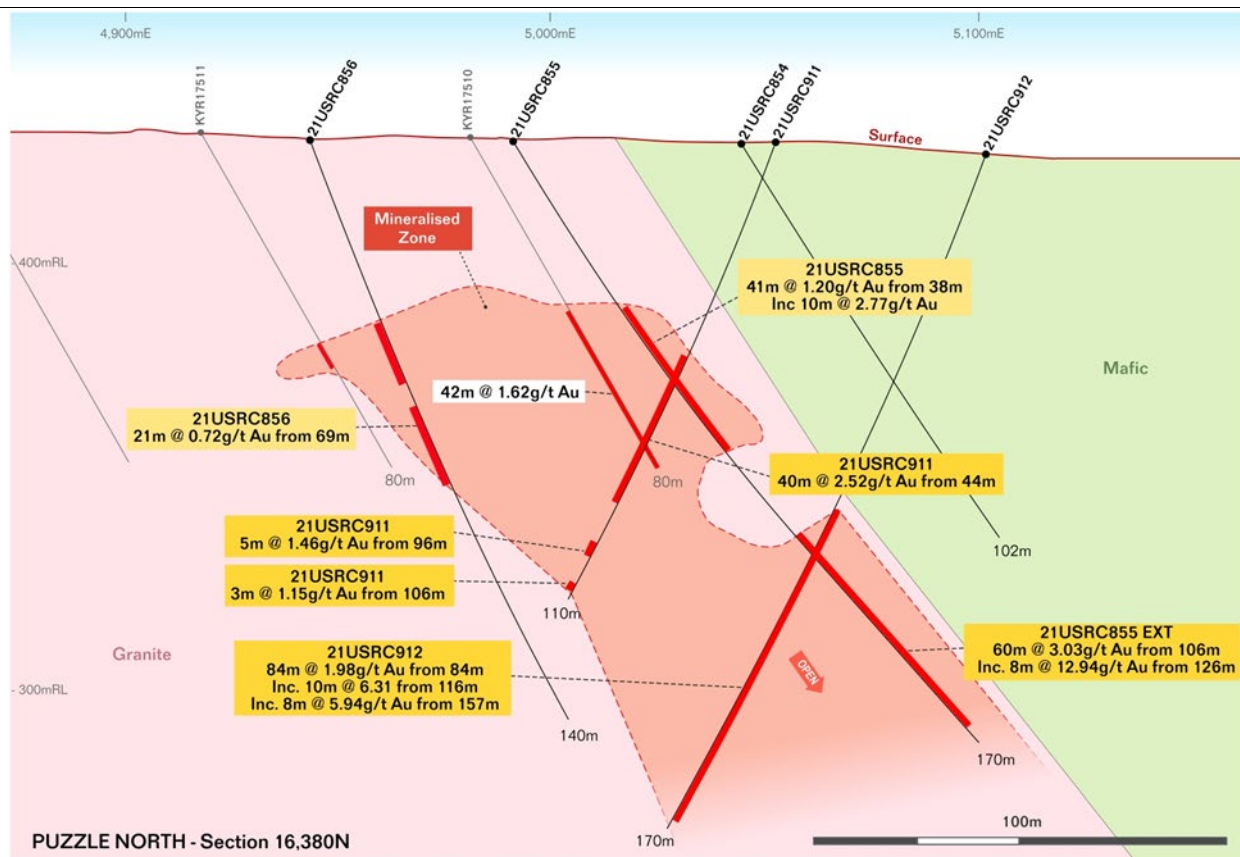 4,900mE
5,000mE
5,100mE
KYR17511
21USRC856
KYR17510
21USRC855
21USRC854
21USRC911
21USRC912
Surface
Mineralised
Zone
400mRL
21USRC855
41m @ 1.20g/t Au from 38m
Inc 10m @ 2.77g/t Au
Mafic
42m @ 1.62g/t Au
21USRC856
21m @ 0.72g/t Au from 69m
80m
80m
21USRC911
40m @ 2.52g/t Au from 44m
21USRC911
5m @ 1.46g/t Au from 96m
102m
21USRC911
3m @ 1.15g/t Au from 106m
110m
Granite
21USRC912
84m @ 1.98g/t Au from 84m
Inc. 10m @ 6.31 from 116m
Inc. 8m @ 5.94g/t Au from 157m
OPEN
21USRC855 EXT
60m @ 3.03g/t Au from 106m
Inc. 8m @ 12.94g/t Au from 126m
300mRL
140m
170m
170m
100m
PUZZLE NORTH - Section 16,380N